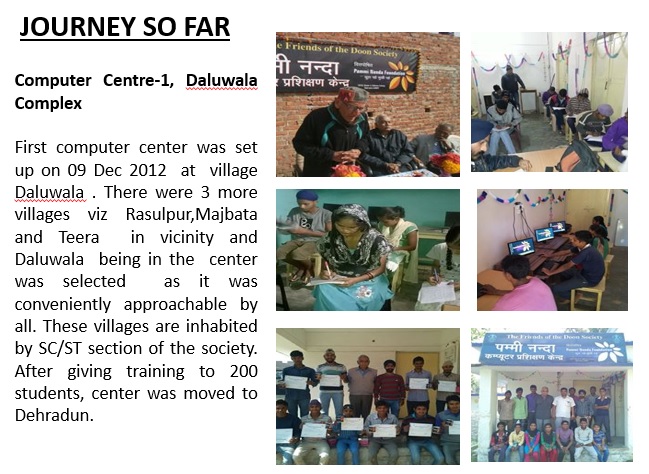 JOURNEY SO FAR
Computer Centre-1, Daluwala
Complex
First computer center was set
up on 09 Dec 2012 at village
Daluwala . There were 3 more
villages viz Rasulpur,Majbata
and Teera in vicinity and
Daluwala being in the center
was selected as it was
conveniently approachable by
all. These villages are inhabited
by SC/ST section of the society.
After giving training to 200
students, center was moved to
Dehradun.
e Friends of the Doon Society
मी नन्दा
Pammi Nanda Foundation
टर प्रशिक्षण केन्द्र
The Friends of the Doon Society
पम्मी नन्दा
Pammi Nanda Foundation
कम्प्यूटर प्रशिक्षण केन्द्र